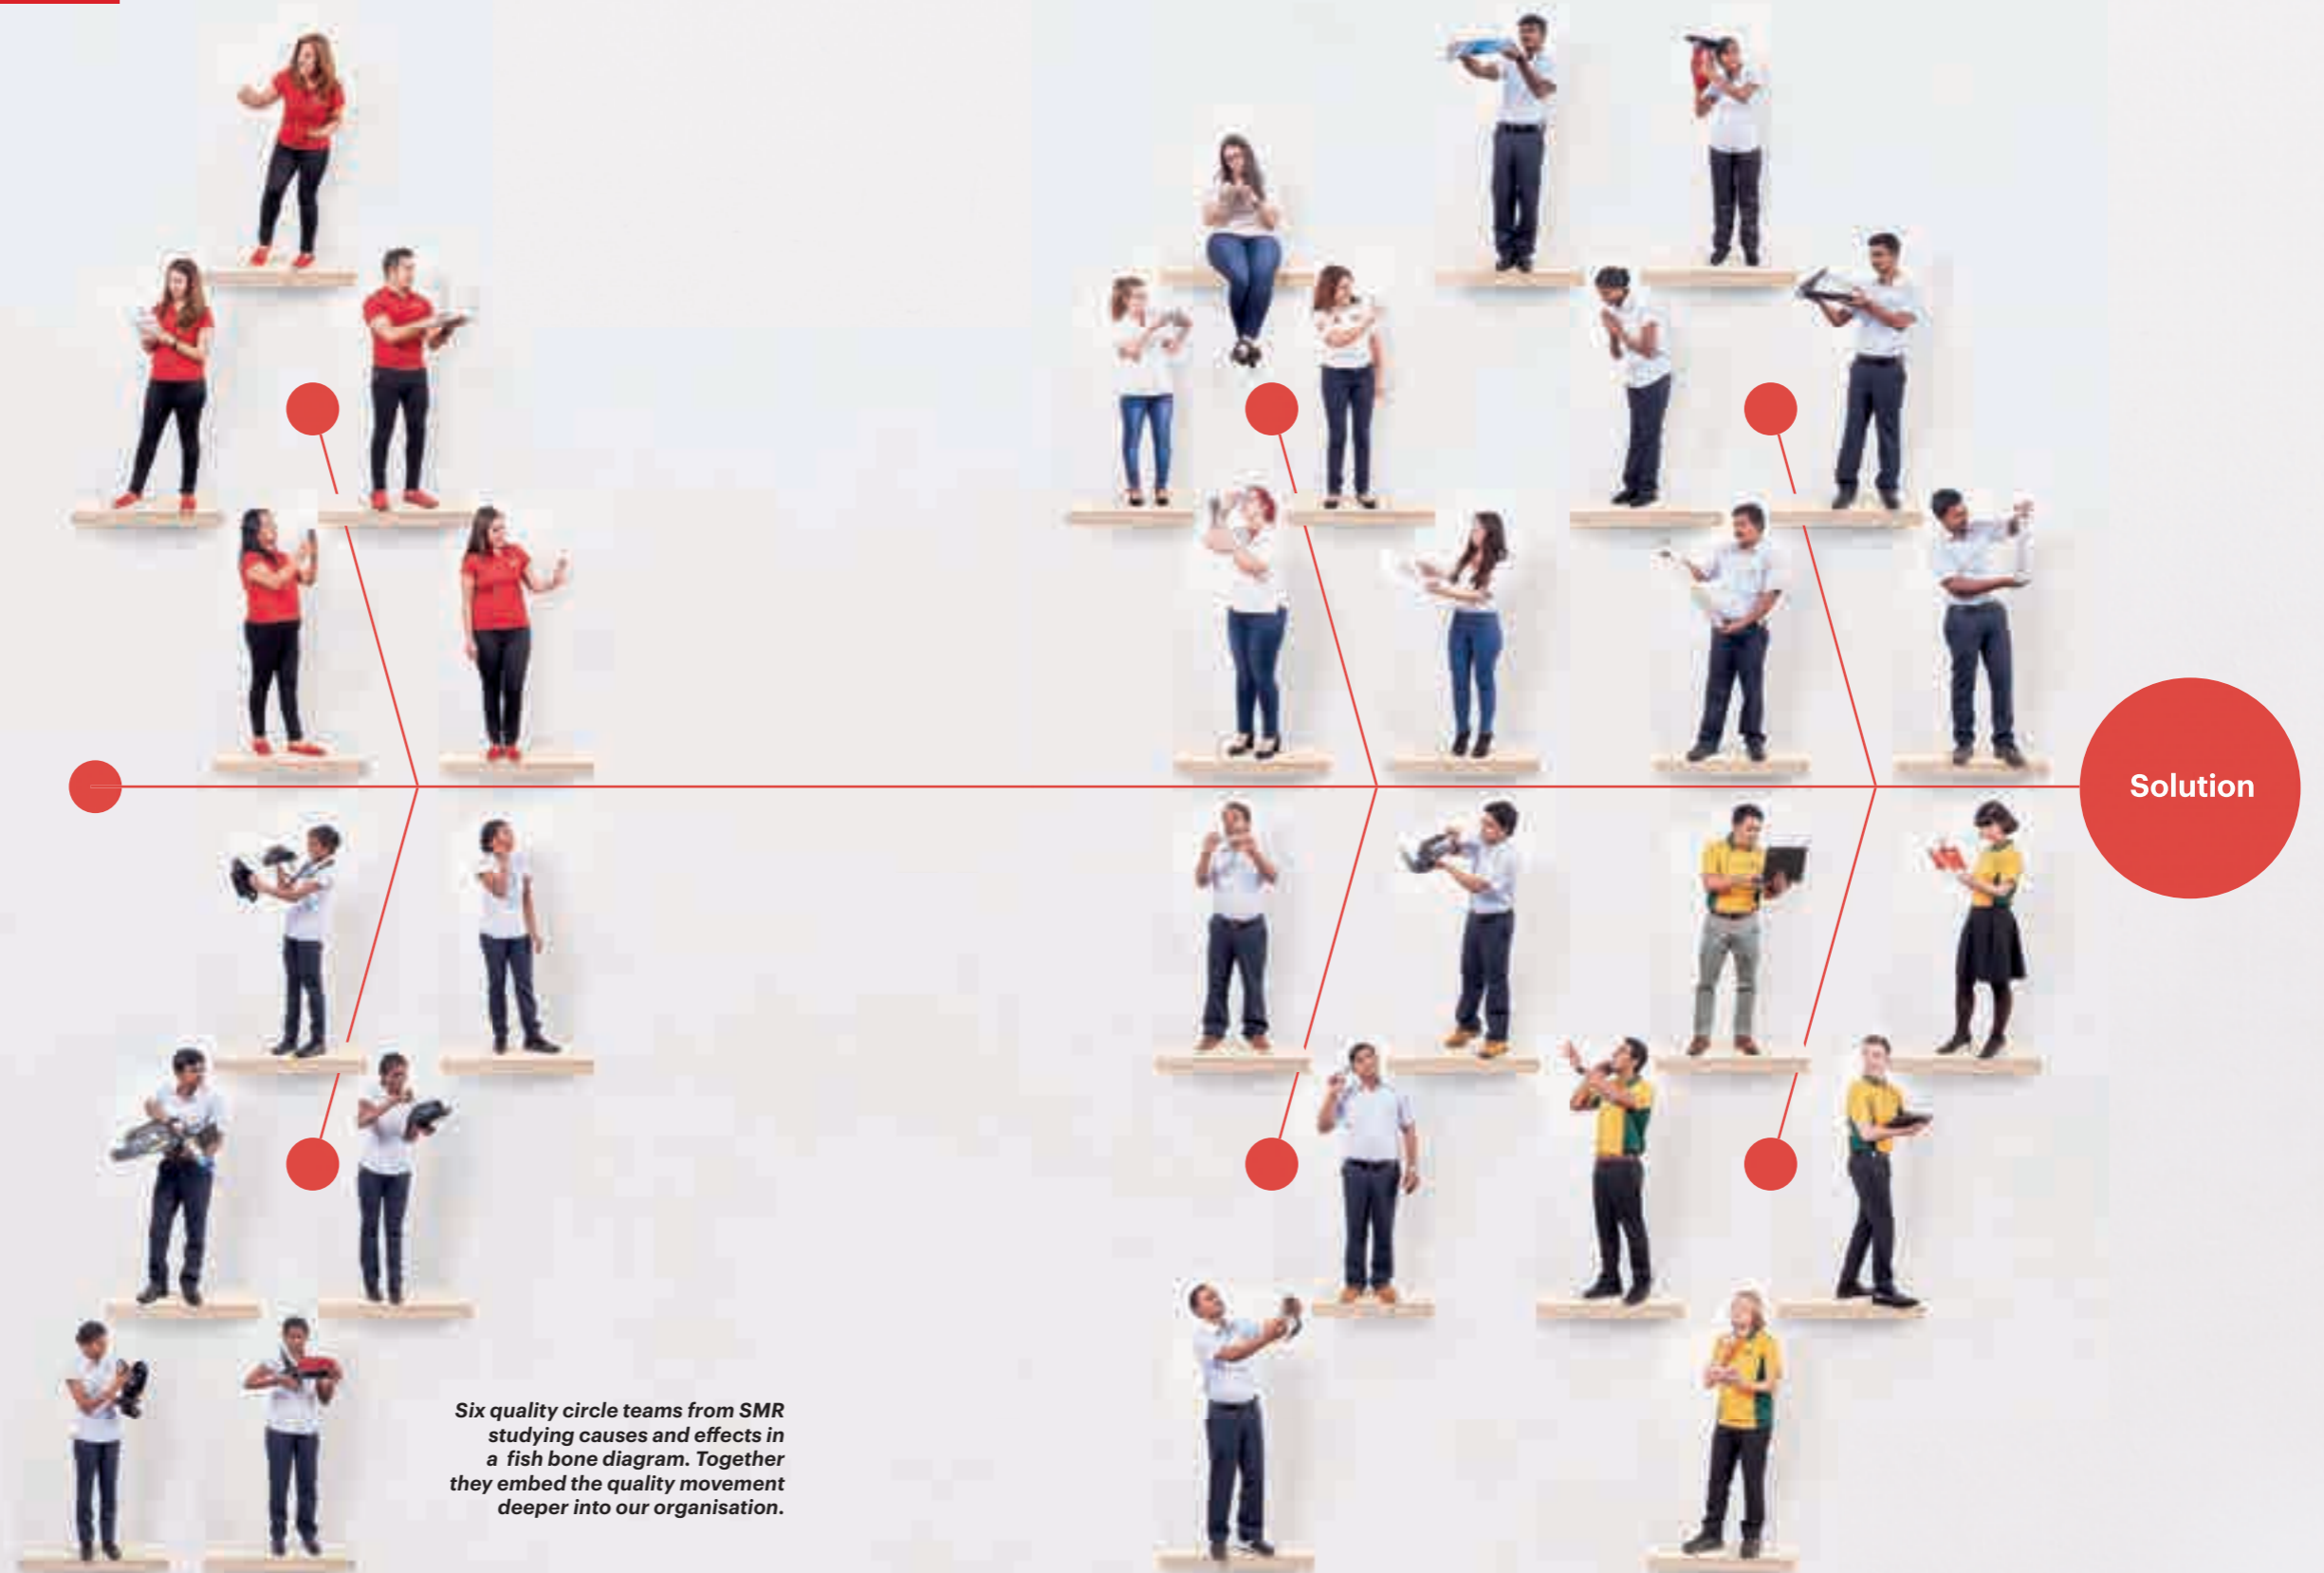 Solution
Six quality circle teams from SMR
studying causes and effects in
a fish bone diagram. Together
they embed the quality movement
deeper into our organisation.